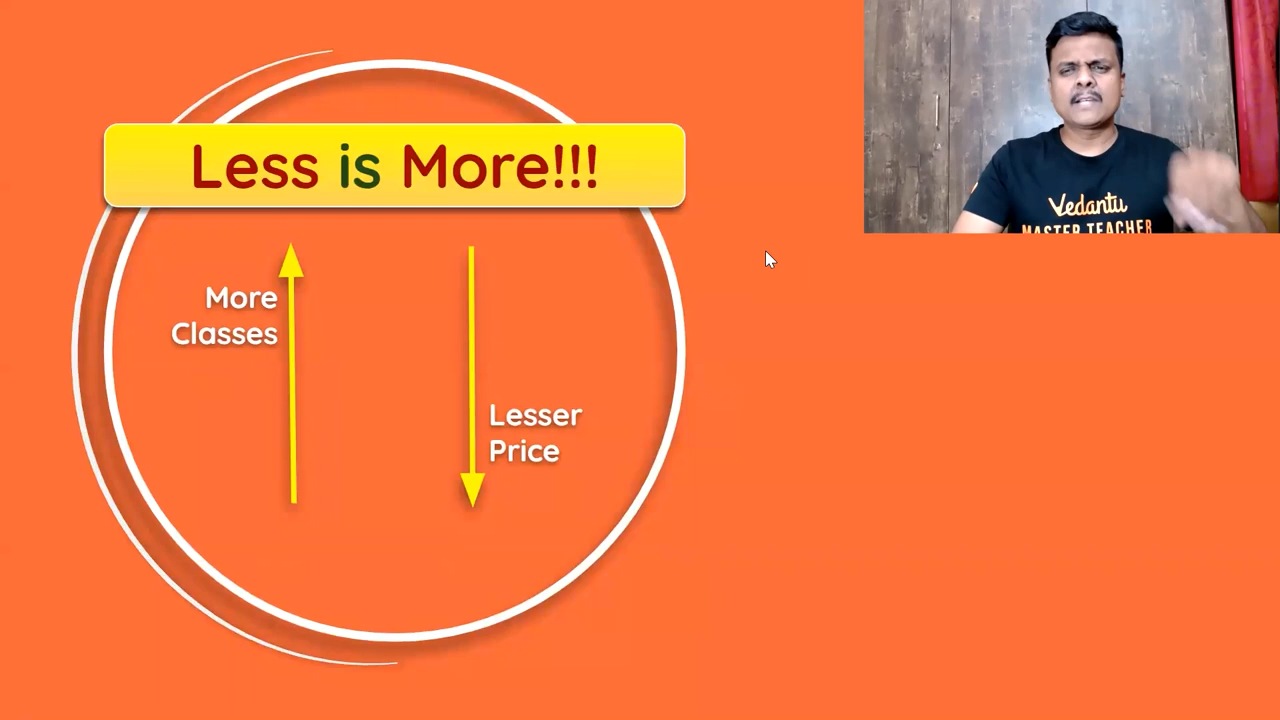 Less is More!!!
More
Classes
Lesser
Price
Vedantu
MASTER TEACHER